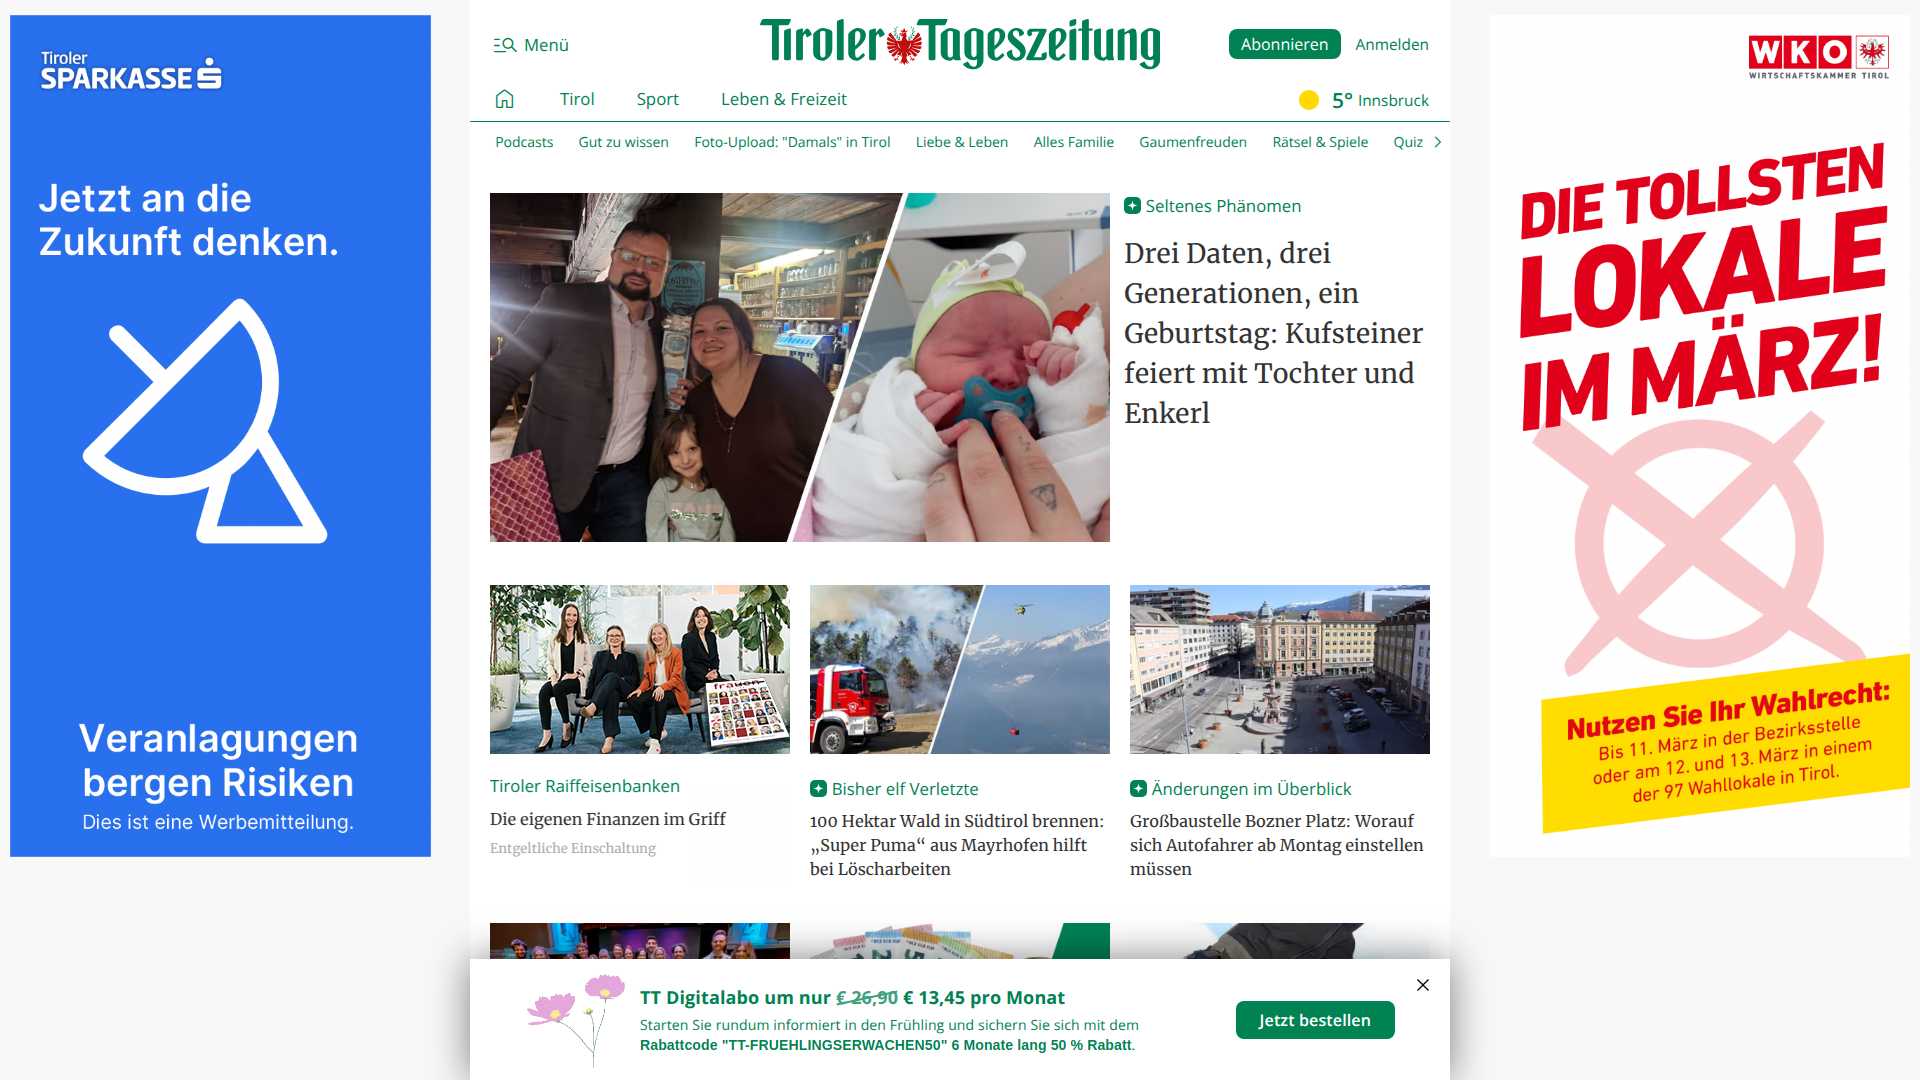 Tiroler
SPARKASSE
Jetzt an die
Zukunft denken.
Veranlagungen
bergen Risiken
Dies ist eine Werbemitteilung.
Menü
Tiroler Tageszeitung
Abonnieren
Anmelden
Tirol
Sport
Leben & Freizeit
5° Innsbruck
Podcasts
Gut zu wissen
Foto-Upload: "Damals" in Tirol
Liebe & Leben
Alles Familie
Gaumenfreuden
Rätsel & Spiele
Quiz
Seltenes Phänomen
Drei Daten, drei
Generationen, ein
Geburtstag: Kufsteiner
feiert mit Tochter und
Enkerl
frauen
Tiroler Raiffeisenbanken
Die eigenen Finanzen im Griff
Entgeltliche Einschaltung
Bisher elf Verletzte
100 Hektar Wald in Südtirol brennen:
„Super Puma“ aus Mayrhofen hilft
bei Löscharbeiten
Änderungen im Überblick
Großbaustelle Bozner Platz: Worauf
sich Autofahrer ab Montag einstellen
müssen
TT Digitalabo um nur € 26,90 € 13,45 pro Monat
Starten Sie rundum informiert in den Frühling und sichern Sie sich mit dem
Rabattcode "TT-FRUEHLINGSERWACHEN50" 6 Monate lang 50 % Rabatt.
Jetzt bestellen
WKO
WIRTSCHAFTSKAMMER TIROL
DIE TOLLSTEN
LOKALE
IM MÄRZ!
Nutzen Sie Ihr Wahlrecht:
Bis 11. März in der Bezirksstelle
oder am 12. und 13. März in einem
der 97 Wahllokale in Tirol.